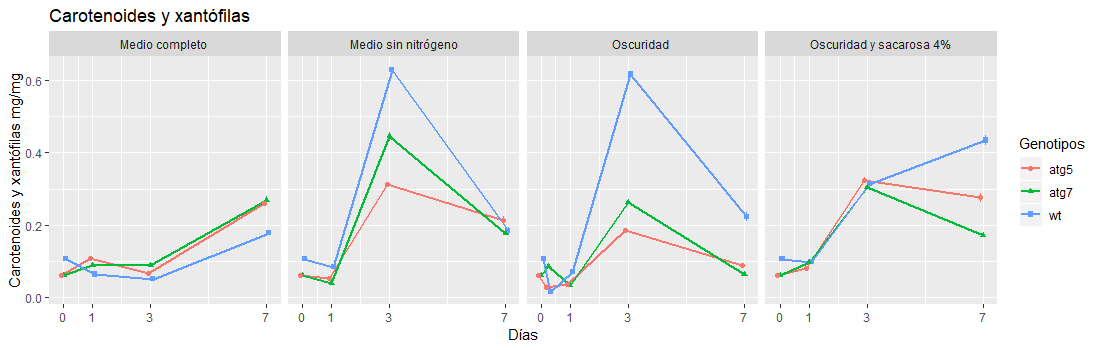 Carotenoides y xantófilas
Medio completo
Medio sin nitrógeno
Oscuridad
Oscuridad y sacarosa 4%
Carotenoides y xantófilas mg/mg
0.6
0.4
0.2
0.0
0 1 3 7
0 1 3 7
0 1 3 7
0 1 3 7
Días
Genotipos
atg5
atg7
wt